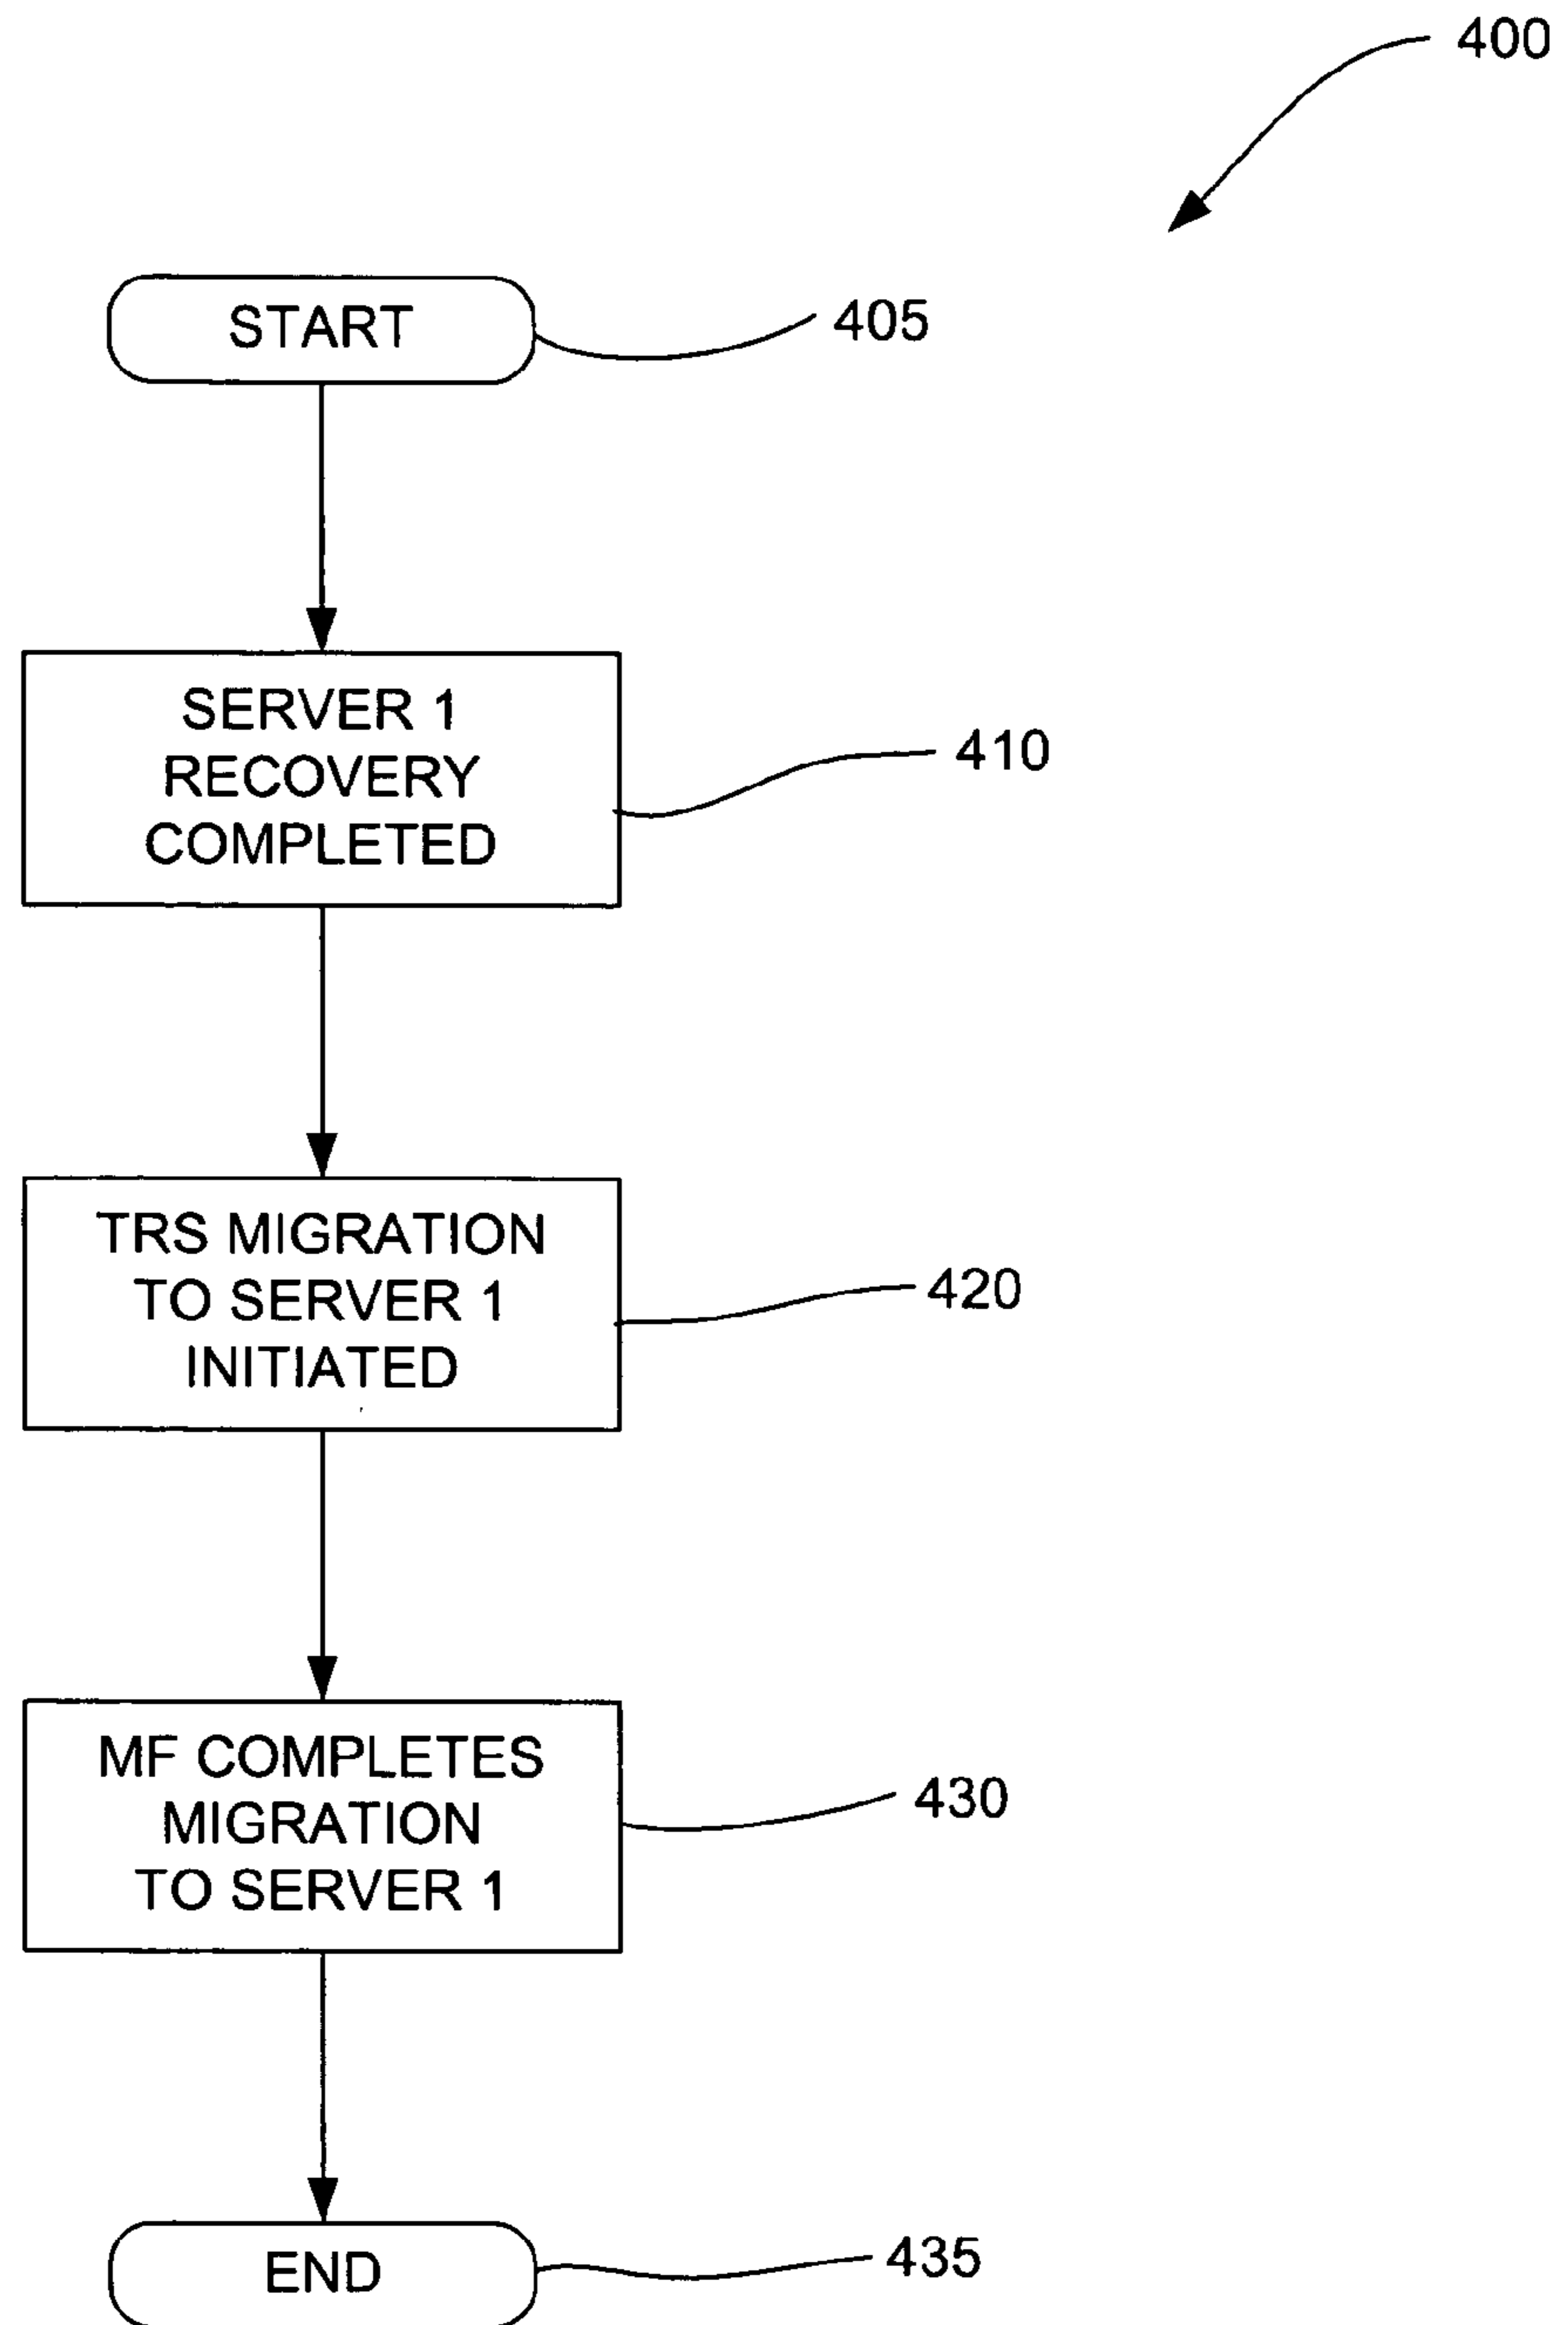 400
START
405
SERVER 1
RECOVERY
COMPLETED
410
TRS MIGRATION
TO SERVER 1
INITIATED
420
MF COMPLETES
MIGRATION
TO SERVER 1
430
END
435